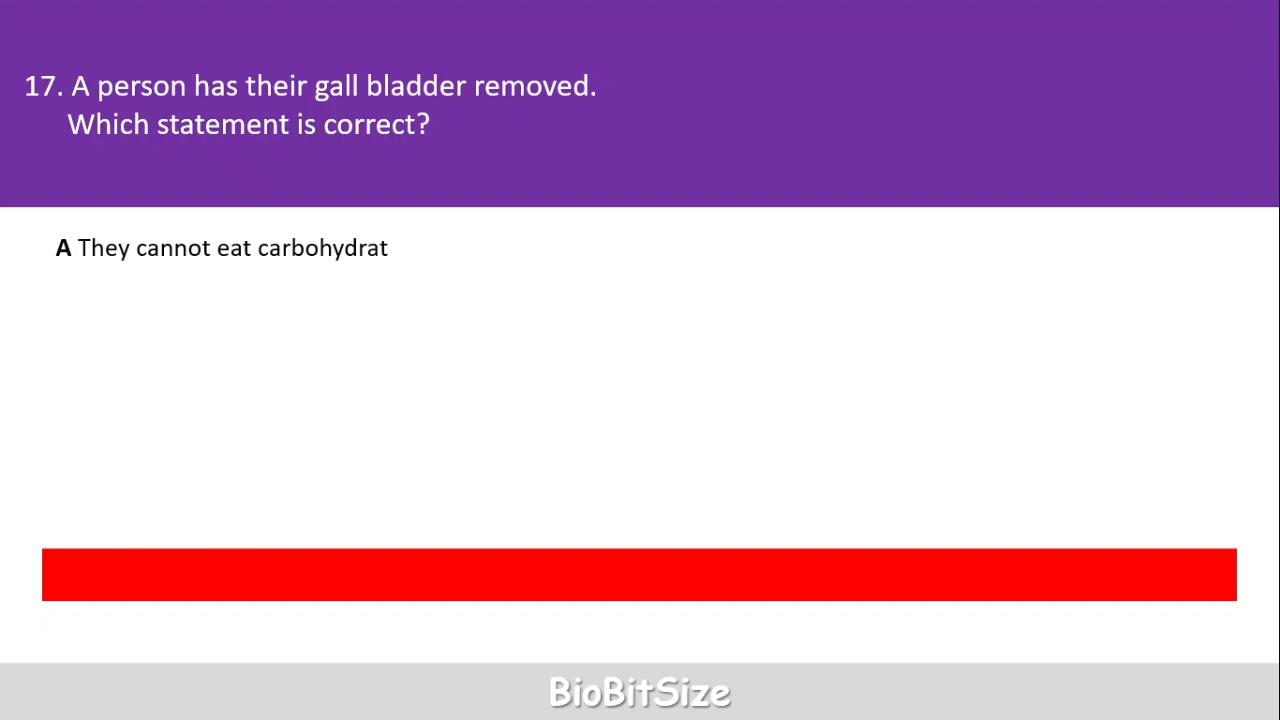 17. A person has their gall bladder removed.
Which statement is correct?
A They cannot eat carbohydrat
BioBitSize